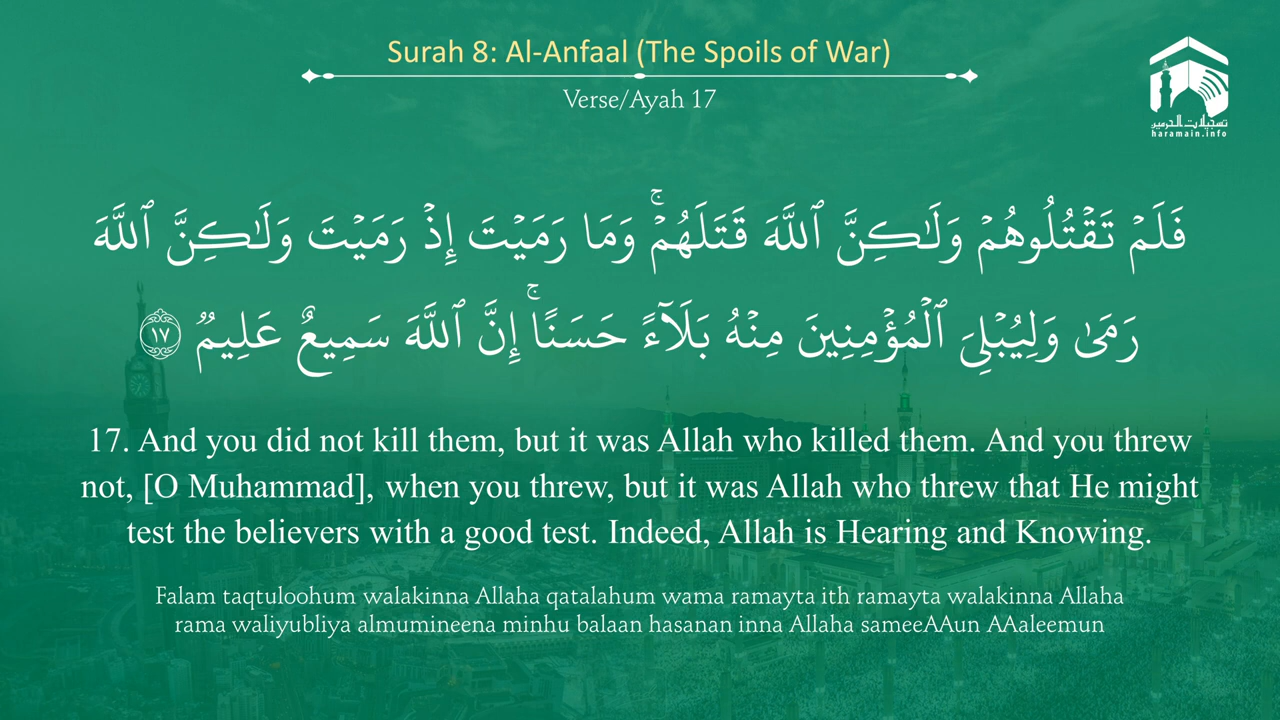 Surah 8: Al-Anfaal (The Spoils of War)
Verse/Ayah 17
تسجيلات الحرمين
haramain.info
فَلَمۡ تَقۡتُلُوهُمۡ وَلَٰكِنَّ ٱللَّهَ قَتَلَهُمۡۚ وَمَا رَمَيۡتَ إِذۡ رَمَيۡتَ وَلَٰكِنَّ ٱللَّهَ
رَمَىٰ وَلِيُبۡلِيَ ٱلۡمُؤۡمِنِينَ مِنۡهُ بَلَآءً حَسَنًاۚ إِنَّ ٱللَّهَ سَمِيعٌ عَلِيمٞ ١٧
17. And you did not kill them, but it was Allah who killed them. And you threw
not, [O Muhammad], when you threw, but it was Allah who threw that He might
test the believers with a good test. Indeed, Allah is Hearing and Knowing.
Falam taqtuloohum walakinna Allaha qatalahum wama ramayta ith ramayta walakinna Allaha
rama waliyubliya almumineena minhu balaan hasanan inna Allaha sameeAAun AAaleemun